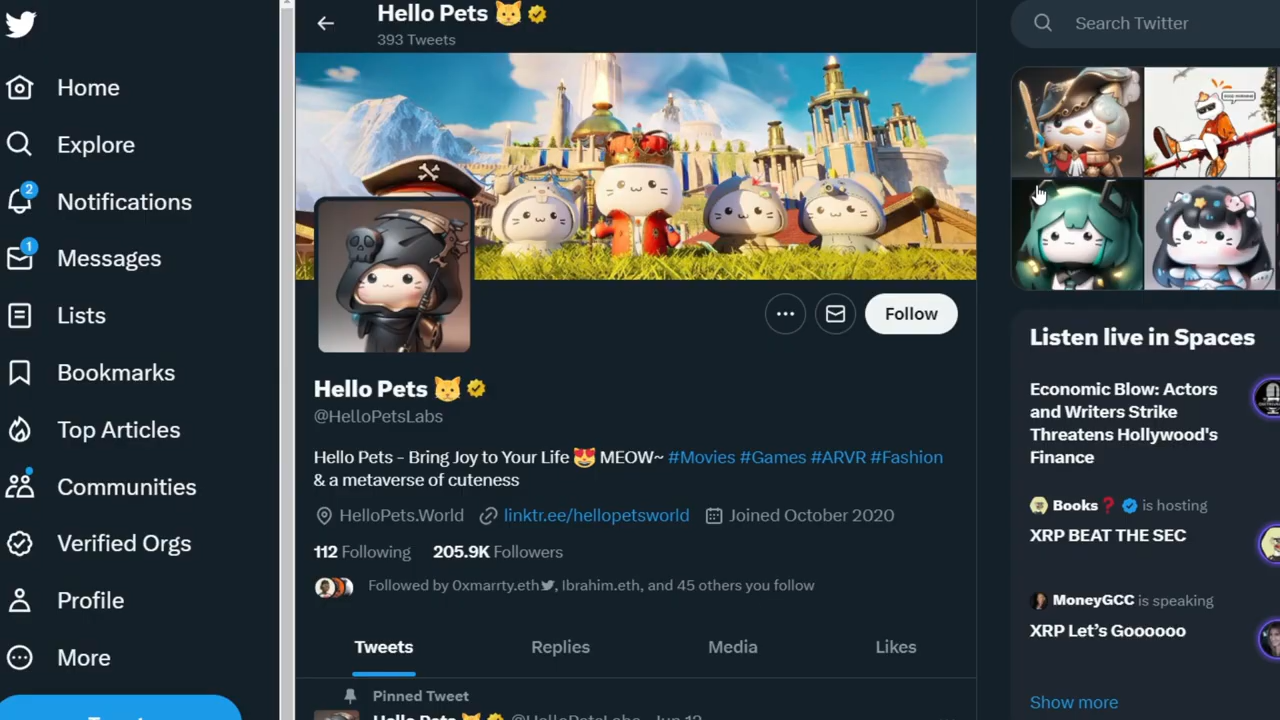 Home
Explore
2
Notifications
1
Messages
Lists
Bookmarks
Top Articles
Communities
Verified Orgs
Profile
More
Hello Pets 🐱
393 Tweets
Follow
Hello Pets 🐱
@HelloPetsLabs
Hello Pets - Bring Joy to Your Life 😻 MEOW~ #Movies #Games #ARVR #Fashion
& a metaverse of cuteness
HelloPets.World linktr.ee/hellopetsworld Joined October 2020
112 Following 205.9K Followers
Followed by 0xmarrty.eth, Ibrahim.eth, and 45 others you follow
Tweets Replies Media Likes
Pinned Tweet
Hello Pets 🐱 @HelloPetsLabs · Jun 12
Search Twitter
Listen live in Spaces
Economic Blow: Actors
and Writers Strike
Threatens Hollywood's
Finance
Books❓ is hosting
XRP BEAT THE SEC
MoneyGCC is speaking
XRP Let's Goooooo
Show more